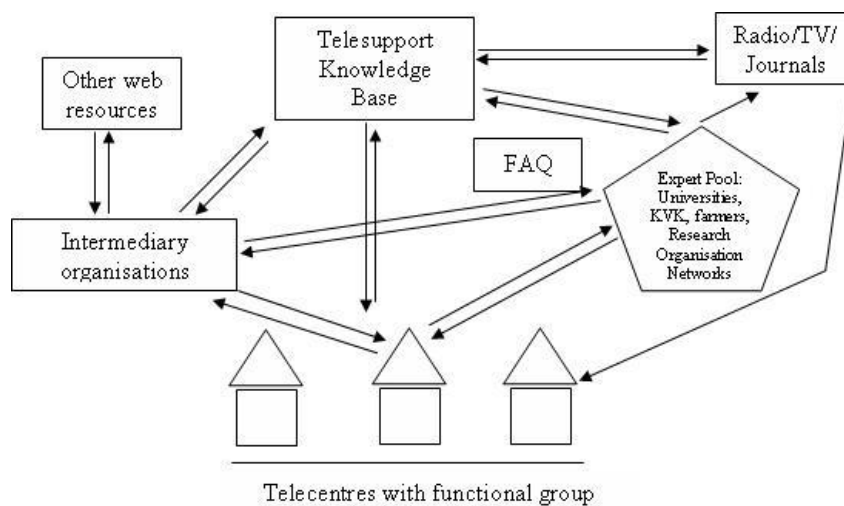 Telesupport
Knowledge
Base
Radio/TV/
Journals
Other web
resources
FAQ
Expert Pool:
Universities,
KVK, farmers,
Research
Organisation
Networks
Intermediary
organisations
Telecentres with functional group